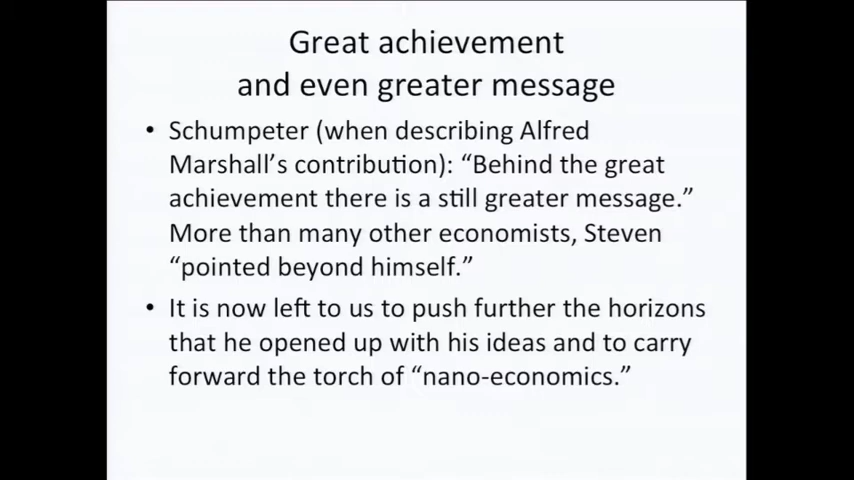 Great achievement
and even greater message
• Schumpeter (when describing Alfred
Marshall’s contribution): “Behind the great
achievement there is a still greater message.”
More than many other economists, Steven
“pointed beyond himself.”
• It is now left to us to push further the horizons
that he opened up with his ideas and to carry
forward the torch of “nano-economics.”